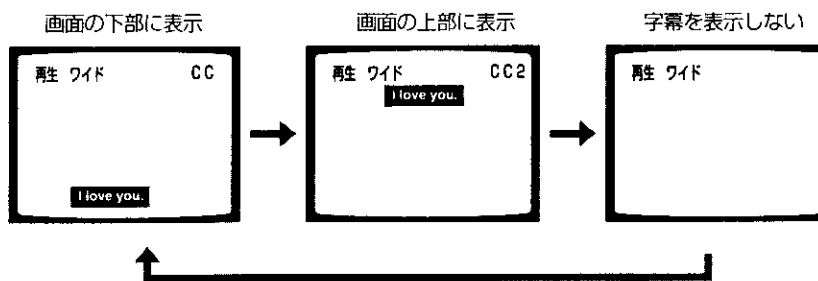 画面の下部に表示
画面の上部に表示
字幕を表示しない
再生 ワイド CC
再生 ワイド CC2
再生 ワイド
I love you.
I love you.